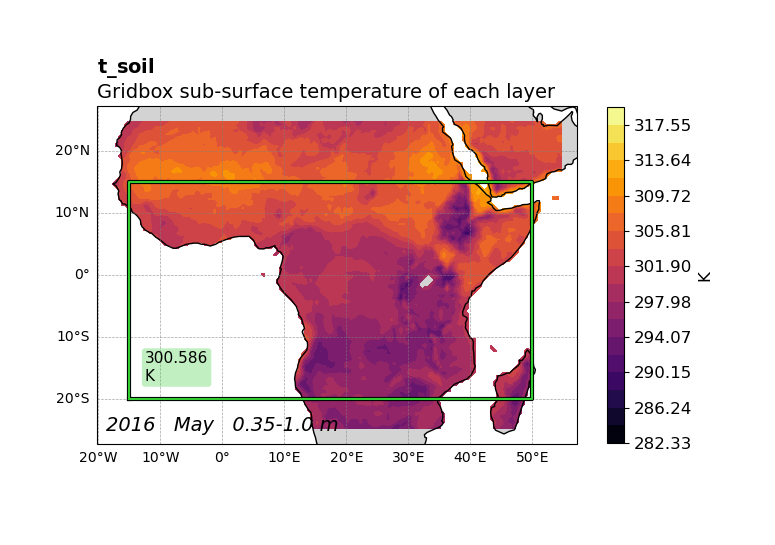 t_soil
Gridbox sub-surface temperature of each layer
20°N
10°N
0°
10°S
20°S
300.586
K
2016 May 0.35-1.0 m
20°W 10°W 0° 10°E 20°E 30°E 40°E 50°E
317.55
313.64
309.72
305.81
301.90
297.98
294.07
290.15
286.24
282.33
K